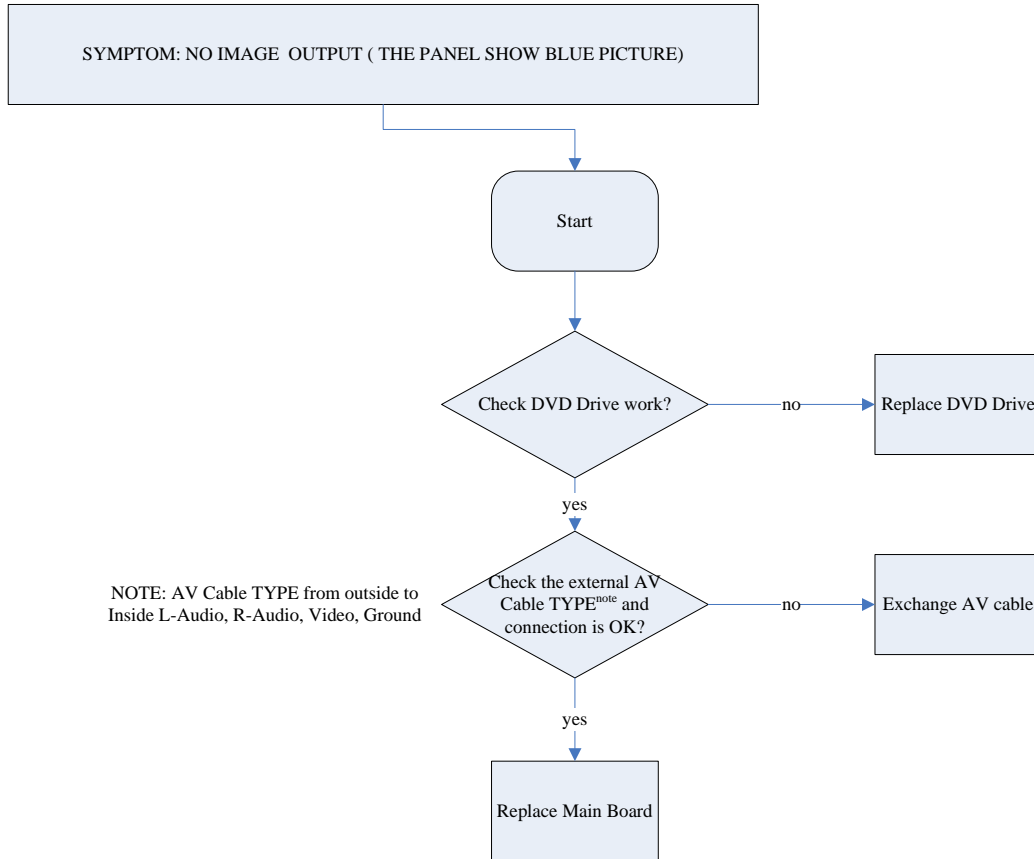 SYMPTOM: NO IMAGE OUTPUT ( THE PANEL SHOW BLUE PICTURE)
Start
Check DVD Drive work?
no
Replace DVD Drive
yes
NOTE: AV Cable TYPE from outside to
Inside L-Audio, R-Audio, Video, Ground
Check the external AV
Cable TYPEnote and
connection is OK?
no
Exchange AV cable
yes
Replace Main Board